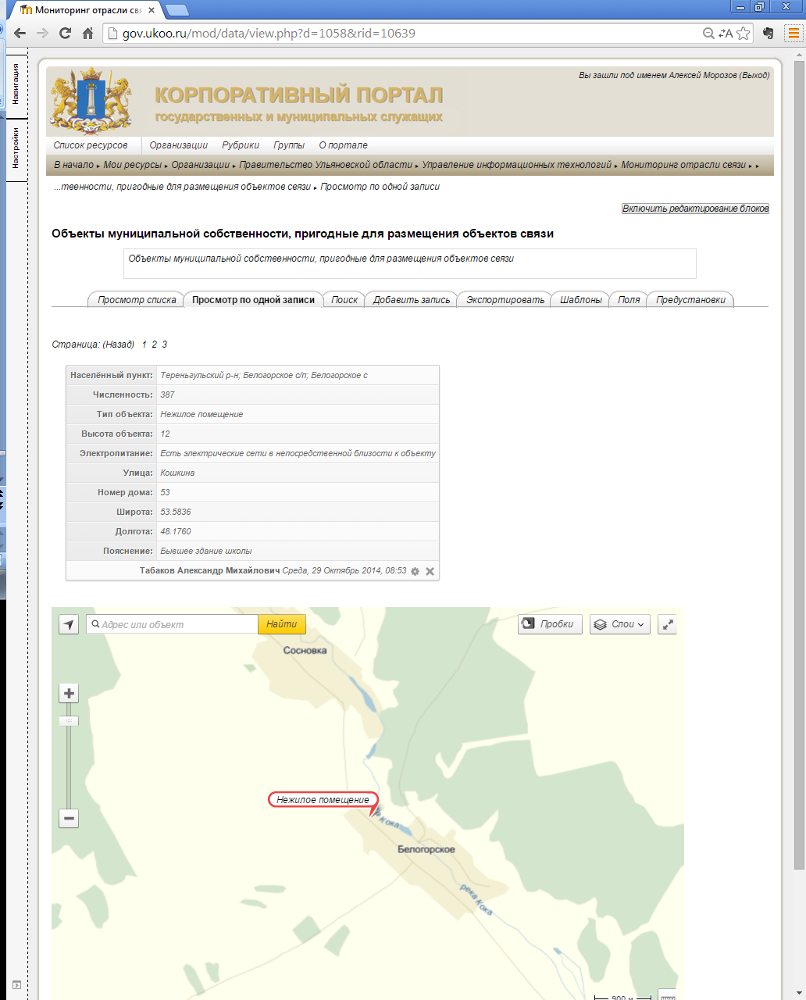 Мониторинг отрасли свя
gov.ukoo.ru/mod/data/view.php?d=1058&rid=10639
Навигация
Настройки
Вы зашли под именем Алексей Морозов (Выход)
КОРПОРАТИВНЫЙ ПОРТАЛ
государственных и муниципальных служащих
Список ресурсов Организации Рубрики Группы О портале
В начало ▸ Мои ресурсы ▸ Организации ▸ Правительство Ульяновской области ▸ Управление информационных технологий ▸ Мониторинг отрасли связи ▸ ▸
...твенности, пригодные для размещения объектов связи ▸ Просмотр по одной записи
Включить редактирование блоков
Объекты муниципальной собственности, пригодные для размещения объектов связи
Объекты муниципальной собственности, пригодные для размещения объектов связи
Просмотр списка Просмотр по одной записи Поиск Добавить запись Экспортировать Шаблоны Поля Предустановки
Страница: (Назад) 1 2 3
Населённый пункт: Тереньгульский р-н; Белогорское с/п; Белогорское с
Численность: 387
Тип объекта: Нежилое помещение
Высота объекта: 12
Электропитание: Есть электрические сети в непосредственной близости к объекту
Улица: Кошкина
Номер дома: 53
Широта: 53.5836
Долгота: 48.1760
Пояснение: Бывшее здание школы
Табаков Александр Михайлович Среда, 29 Октябрь 2014, 08:53
Адрес или объект Найти Пробки Слои
Сосновка
Нежилое помещение
Кока
Белогорское
река Кока
900 м